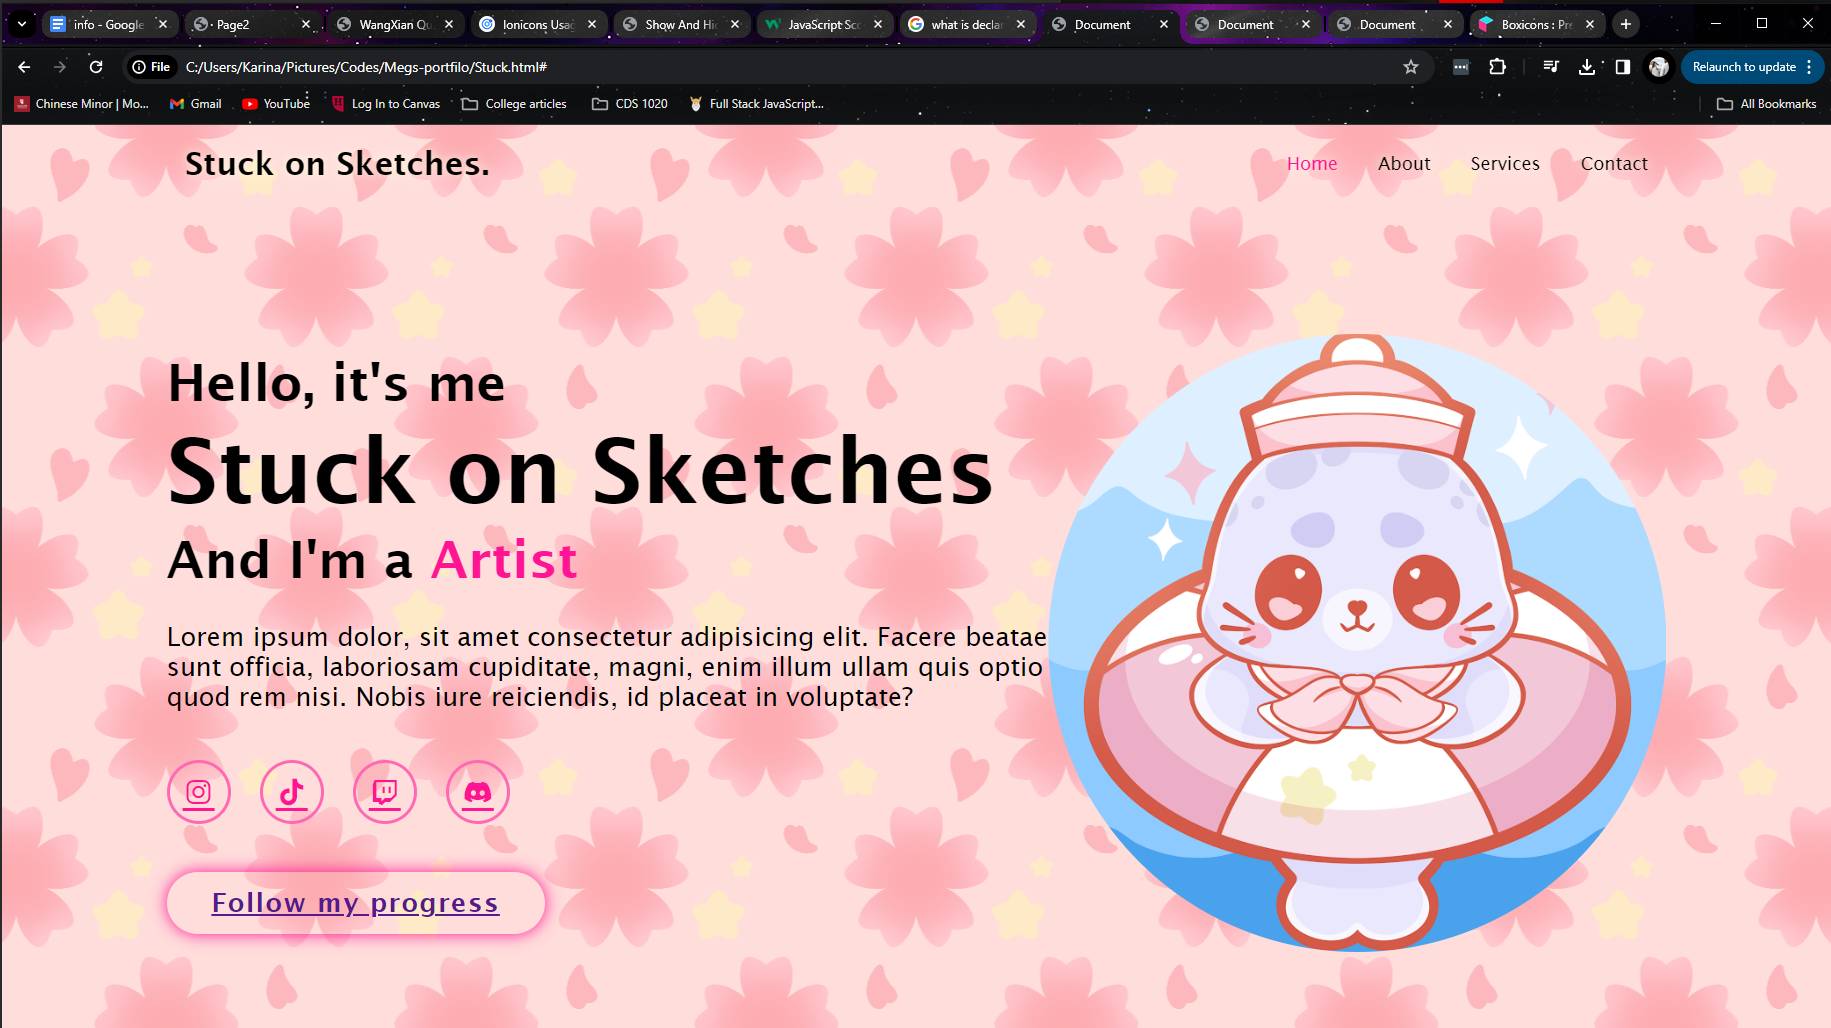 info - Google
Page2
WangXian Qu
Ionicons Usag
Show And Hid
JavaScript Sco
what is declar
Document
Document
Document
Boxicons : Pre
File
C:/Users/Karina/Pictures/Codes/Megs-portfilo/Stuck.html#
Relaunch to update
Chinese Minor | Mo...
Gmail
YouTube
Log In to Canvas
College articles
CDS 1020
Full Stack JavaScript...
All Bookmarks
Stuck on Sketches.
Home
About
Services
Contact
Hello, it's me
Stuck on Sketches
And I'm a Artist
Lorem ipsum dolor, sit amet consectetur adipisicing elit. Facere beatae
sunt officia, laboriosam cupiditate, magni, enim illum ullam quis optio
quod rem nisi. Nobis iure reiciendis, id placeat in voluptate?
Follow my progress